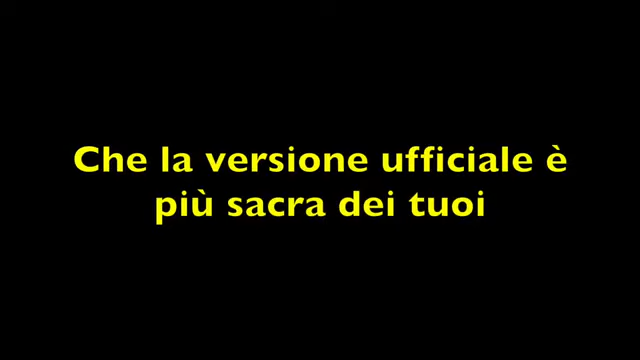 Che la versione ufficiale è
più sacra dei tuoi